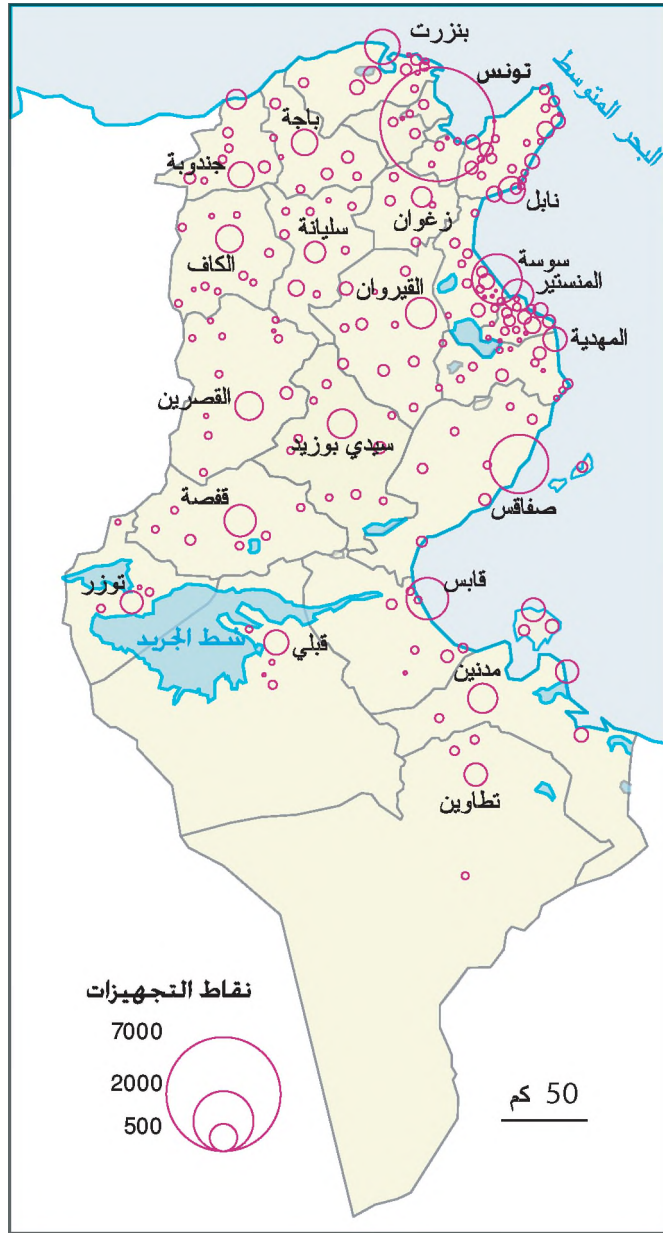 بنزرت
تونس
البحر المتوسط
باجة
جندوبة
نابل
زغوان
سليانة
الكاف
سوسة
المنستير
القيروان
المهدية
القصرين
سيدي بوزيد
صفاقس
قفصة
توزر
قابس
شط الجريد
قبلي
مدنين
تطاوين
نقاط التجهيزات
7000
2000
500
50 كم